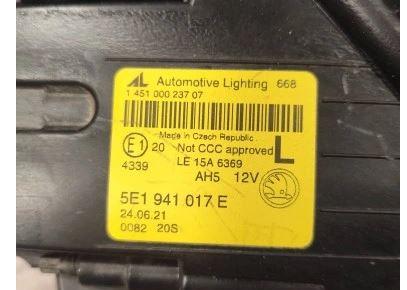 AL Automotive Lighting 668
1 451 000 237 07
Made in Czech Republic
E1 20 Not CCC approved L
4339 LE 15A 6369
AH5 12V
5E1 941 017 E
24.06.21
0082 20S